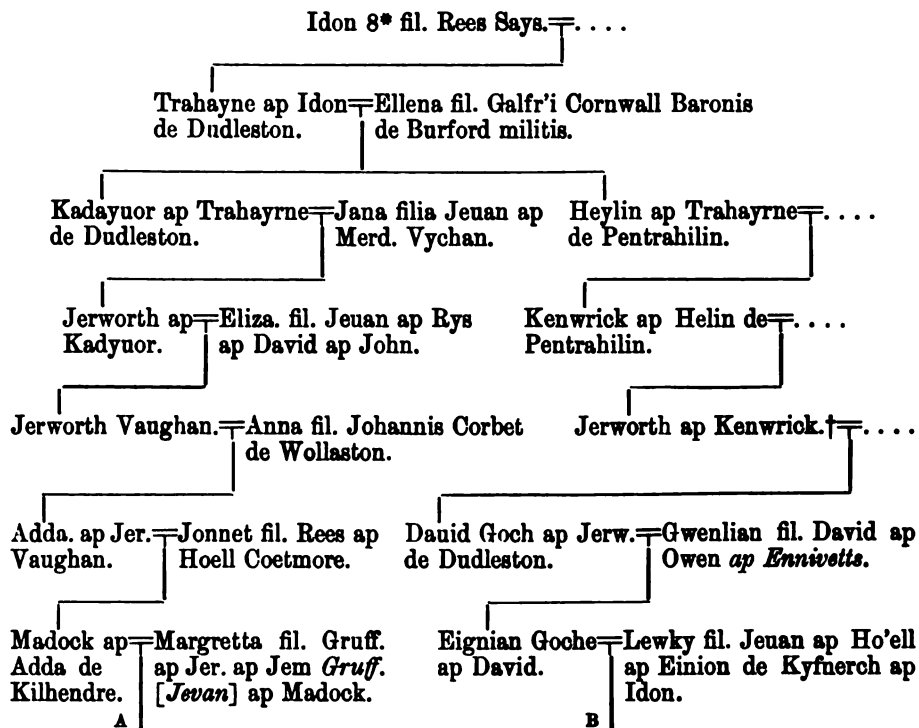 Idon 8* fil. Rees Says.=. . . .
Trahayne ap Idon=Ellena fil. Galfr'i Cornwall Baronis
de Dudleston. de Burford militis.
Kadayuor ap Trahayrne=Jana filia Jeuan ap
de Dudleston. Merd. Vychan.
Heylin ap Trahayrne=. . . .
de Pentrahilin.
Jerworth ap=Eliza. fil. Jeuan ap Rys
Kadyuor. ap David ap John.
Kenwrick ap Helin de=. . . .
Pentrahilin.
Jerworth Vaughan.=Anna fil. Johannis Corbet
de Wollaston.
Jerworth ap Kenwrick.†=. . . .
Adda. ap Jer.=Jonnet fil. Rees ap
Vaughan. Hoell Coetmore.
Dauid Goch ap Jerw.=Gwenlian fil. David ap
de Dudleston. Owen ap Ennivetts.
Madock ap=Margretta fil. Gruff.
Adda de ap Jer. ap Jem Gruff.
Kilhendre. [Jevan] ap Madock.
A
Eignian Goche=Lewky fil. Jeuan ap Ho'ell
ap David. ap Einion de Kyfnerch ap
Idon.
B